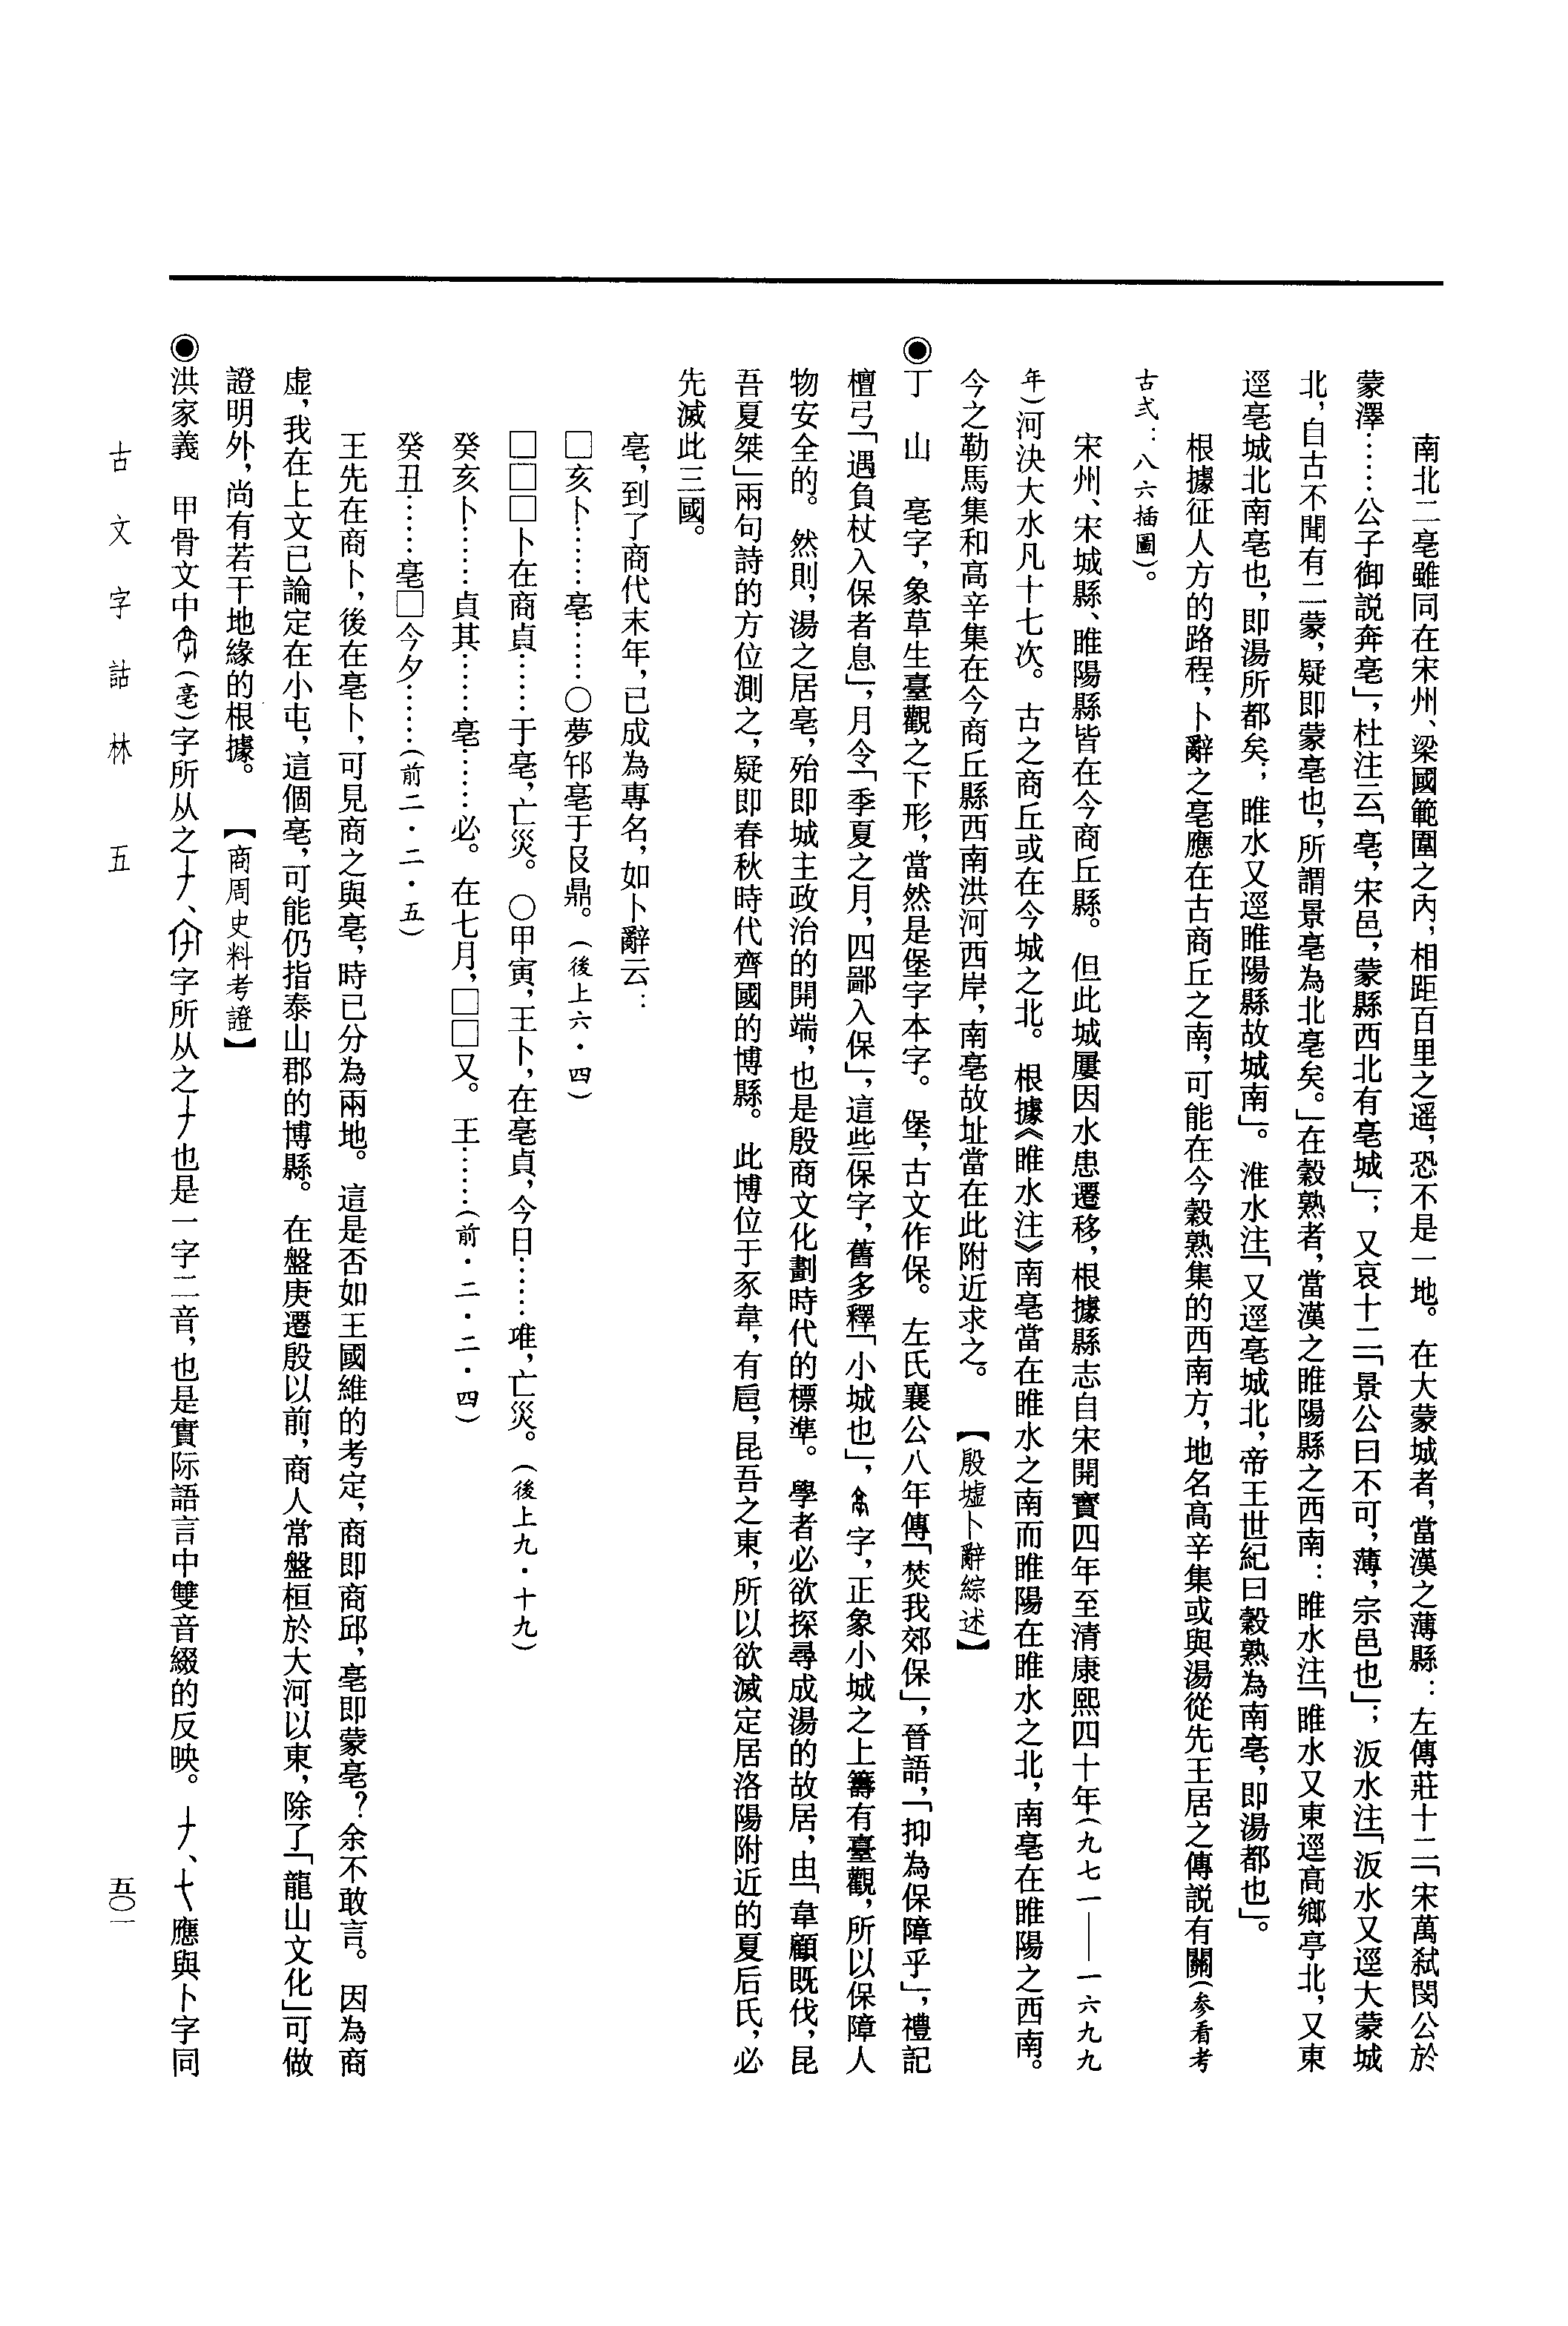 南北二亳雖同在宋州、梁國範圍之內，相距百里之遥，恐不是一地。在大蒙城者，當漢之薄縣：左傳莊十二「宋萬弑閔公於
蒙澤……公子御説奔亳」，杜注云「亳，宋邑，蒙縣西北有亳城」；又哀十二「景公曰不可，薄，宗邑也」；汳水注「汳水又逕大蒙城
北，自古不聞有二蒙，疑即蒙亳也，所謂景亳為北亳矣。」在穀熟者，當漢之睢陽縣之西南：睢水注「睢水又東逕高鄉亭北，又東
逕亳城北南亳也，即湯所都矣；睢水又逕睢陽縣故城南」。淮水注「又逕亳城北，帝王世紀曰穀熟為南亳，即湯都也」。
根據征人方的路程，卜辭之亳應在古商丘之南，可能在今穀熟集的西南方，地名高辛集或與湯從先王居之傳説有關（参看考
古式：八六插圖）。
宋州、宋城縣、睢陽縣皆在今商丘縣。但此城屢因水患遷移，根據縣志自宋開寶四年至清康熙四十年（九七一——一六九九
年）河決大水凡十七次。古之商丘或在今城之北。根據《睢水注》南亳當在睢水之南而睢陽在睢水之北，南亳在睢陽之西南。
今之勒馬集和高辛集在今商丘縣西南洪河西岸，南亳故址當在此附近求之。【殷墟卜辭綜述】
◉丁　山　亳字，象草生臺觀之下形，當然是堡字本字。堡，古文作保。左氏襄公八年傳「焚我郊保」，晉語，「抑為保障乎」，禮記
檀弓「遇負杖入保者息」，月令「季夏之月，四鄙入保」，這些保字，舊多釋「小城也」，字，正象小城之上籌有臺觀，所以保障人
物安全的。然則，湯之居亳，殆即城主政治的開端，也是殷商文化劃時代的標準。學者必欲探尋成湯的故居，由「韋顧既伐，昆
吾夏桀」兩句詩的方位測之，疑即春秋時代齊國的博縣。此博位于豕韋，有扈，昆吾之東，所以欲滅定居洛陽附近的夏后氏，必
先滅此三國。
亳，到了商代末年，已成為專名，如卜辭云：
□亥卜……亳……○夢邘亳于𠬝鼎。（後上六・四）
□□□卜在商貞……于亳，亡災。○甲寅，王卜，在亳貞，今日……唯，亡災。（後上九・十九）
癸亥卜……貞其……亳……必。在七月，□□又。王……（前・二・二・四）
癸丑……亳□今夕……（前二・二・五）
王先在商卜，後在亳卜，可見商之與亳，時已分為兩地。這是否如王國維的考定，商即商邱，亳即蒙亳？余不敢言。因為商
虛，我在上文已論定在小屯，這個亳，可能仍指泰山郡的博縣。在盤庚遷殷以前，商人常盤桓於大河以東，除了「龍山文化」可做
證明外，尚有若干地緣的根據。【商周史料考證】
◉洪家義　甲骨文中（亳）字所从之、字所从之也是一字二音，也是實际語言中雙音綴的反映。、應與卜字同
古文字詁林　五
五〇一